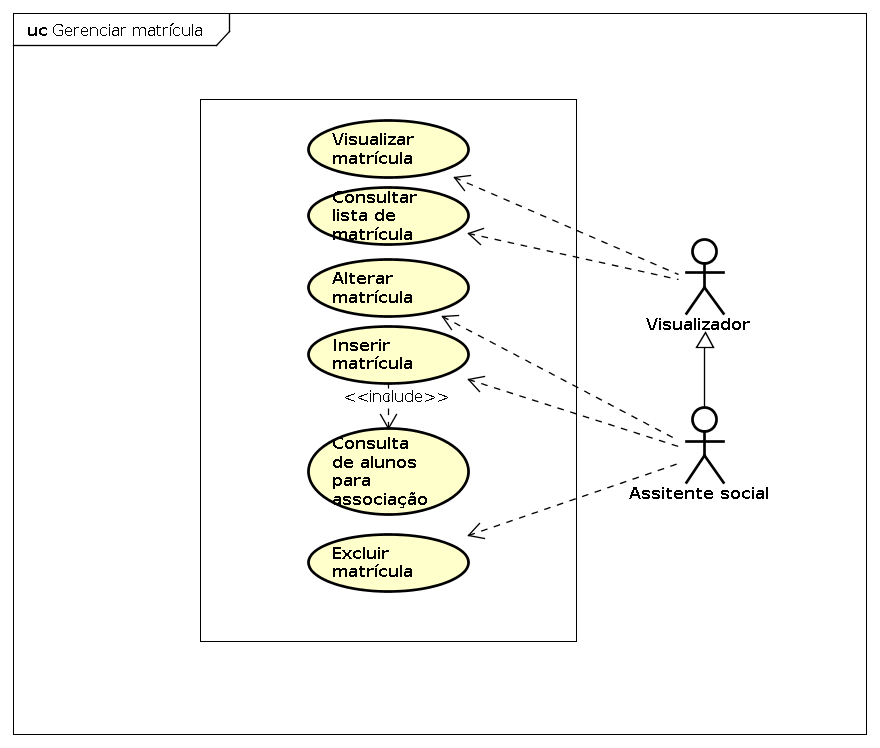 uc Gerenciar matrícula
Visualizar
matrícula
Consultar
lista de
matrícula
Alterar
matrícula
Inserir
matrícula
<<include>>
Consulta
de alunos
para
associação
Excluir
matrícula
Visualizador
Assitente social